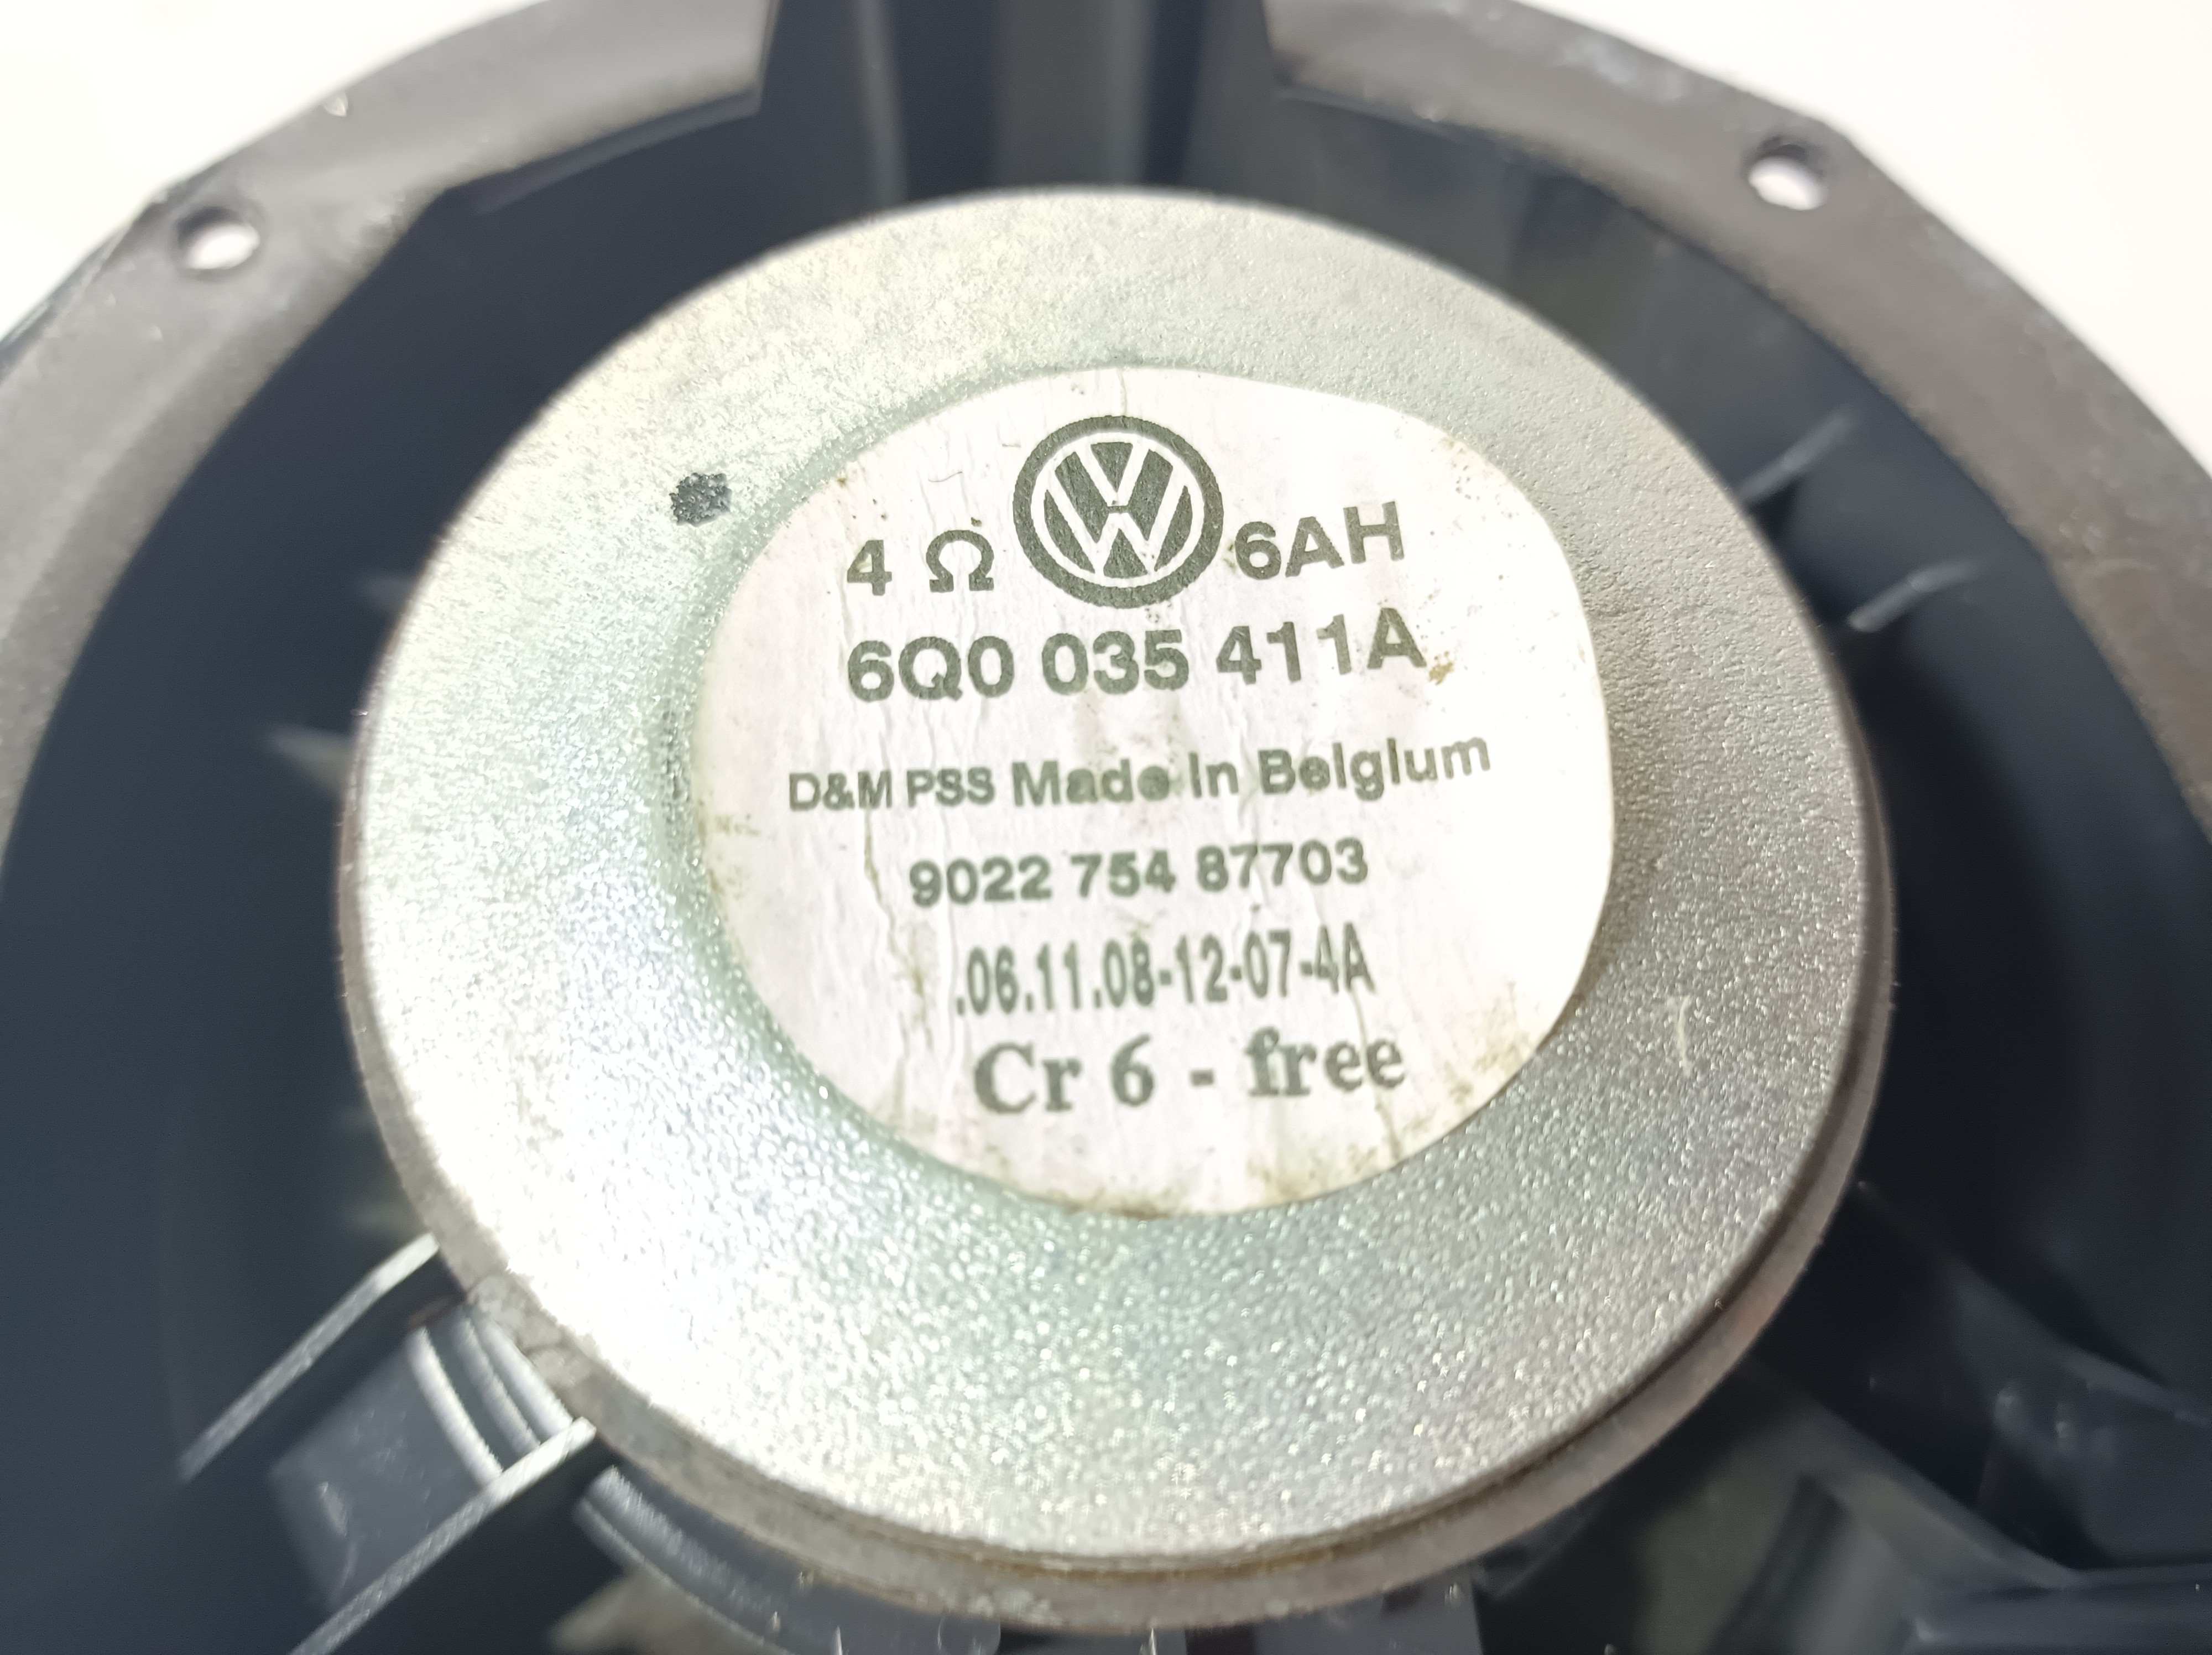 4 Ω VW 6AH
6Q0 035 411A
D&M PSS Made In Belgium
9022 754 87703
.06.11.08-12-07-4A
Cr 6 - free